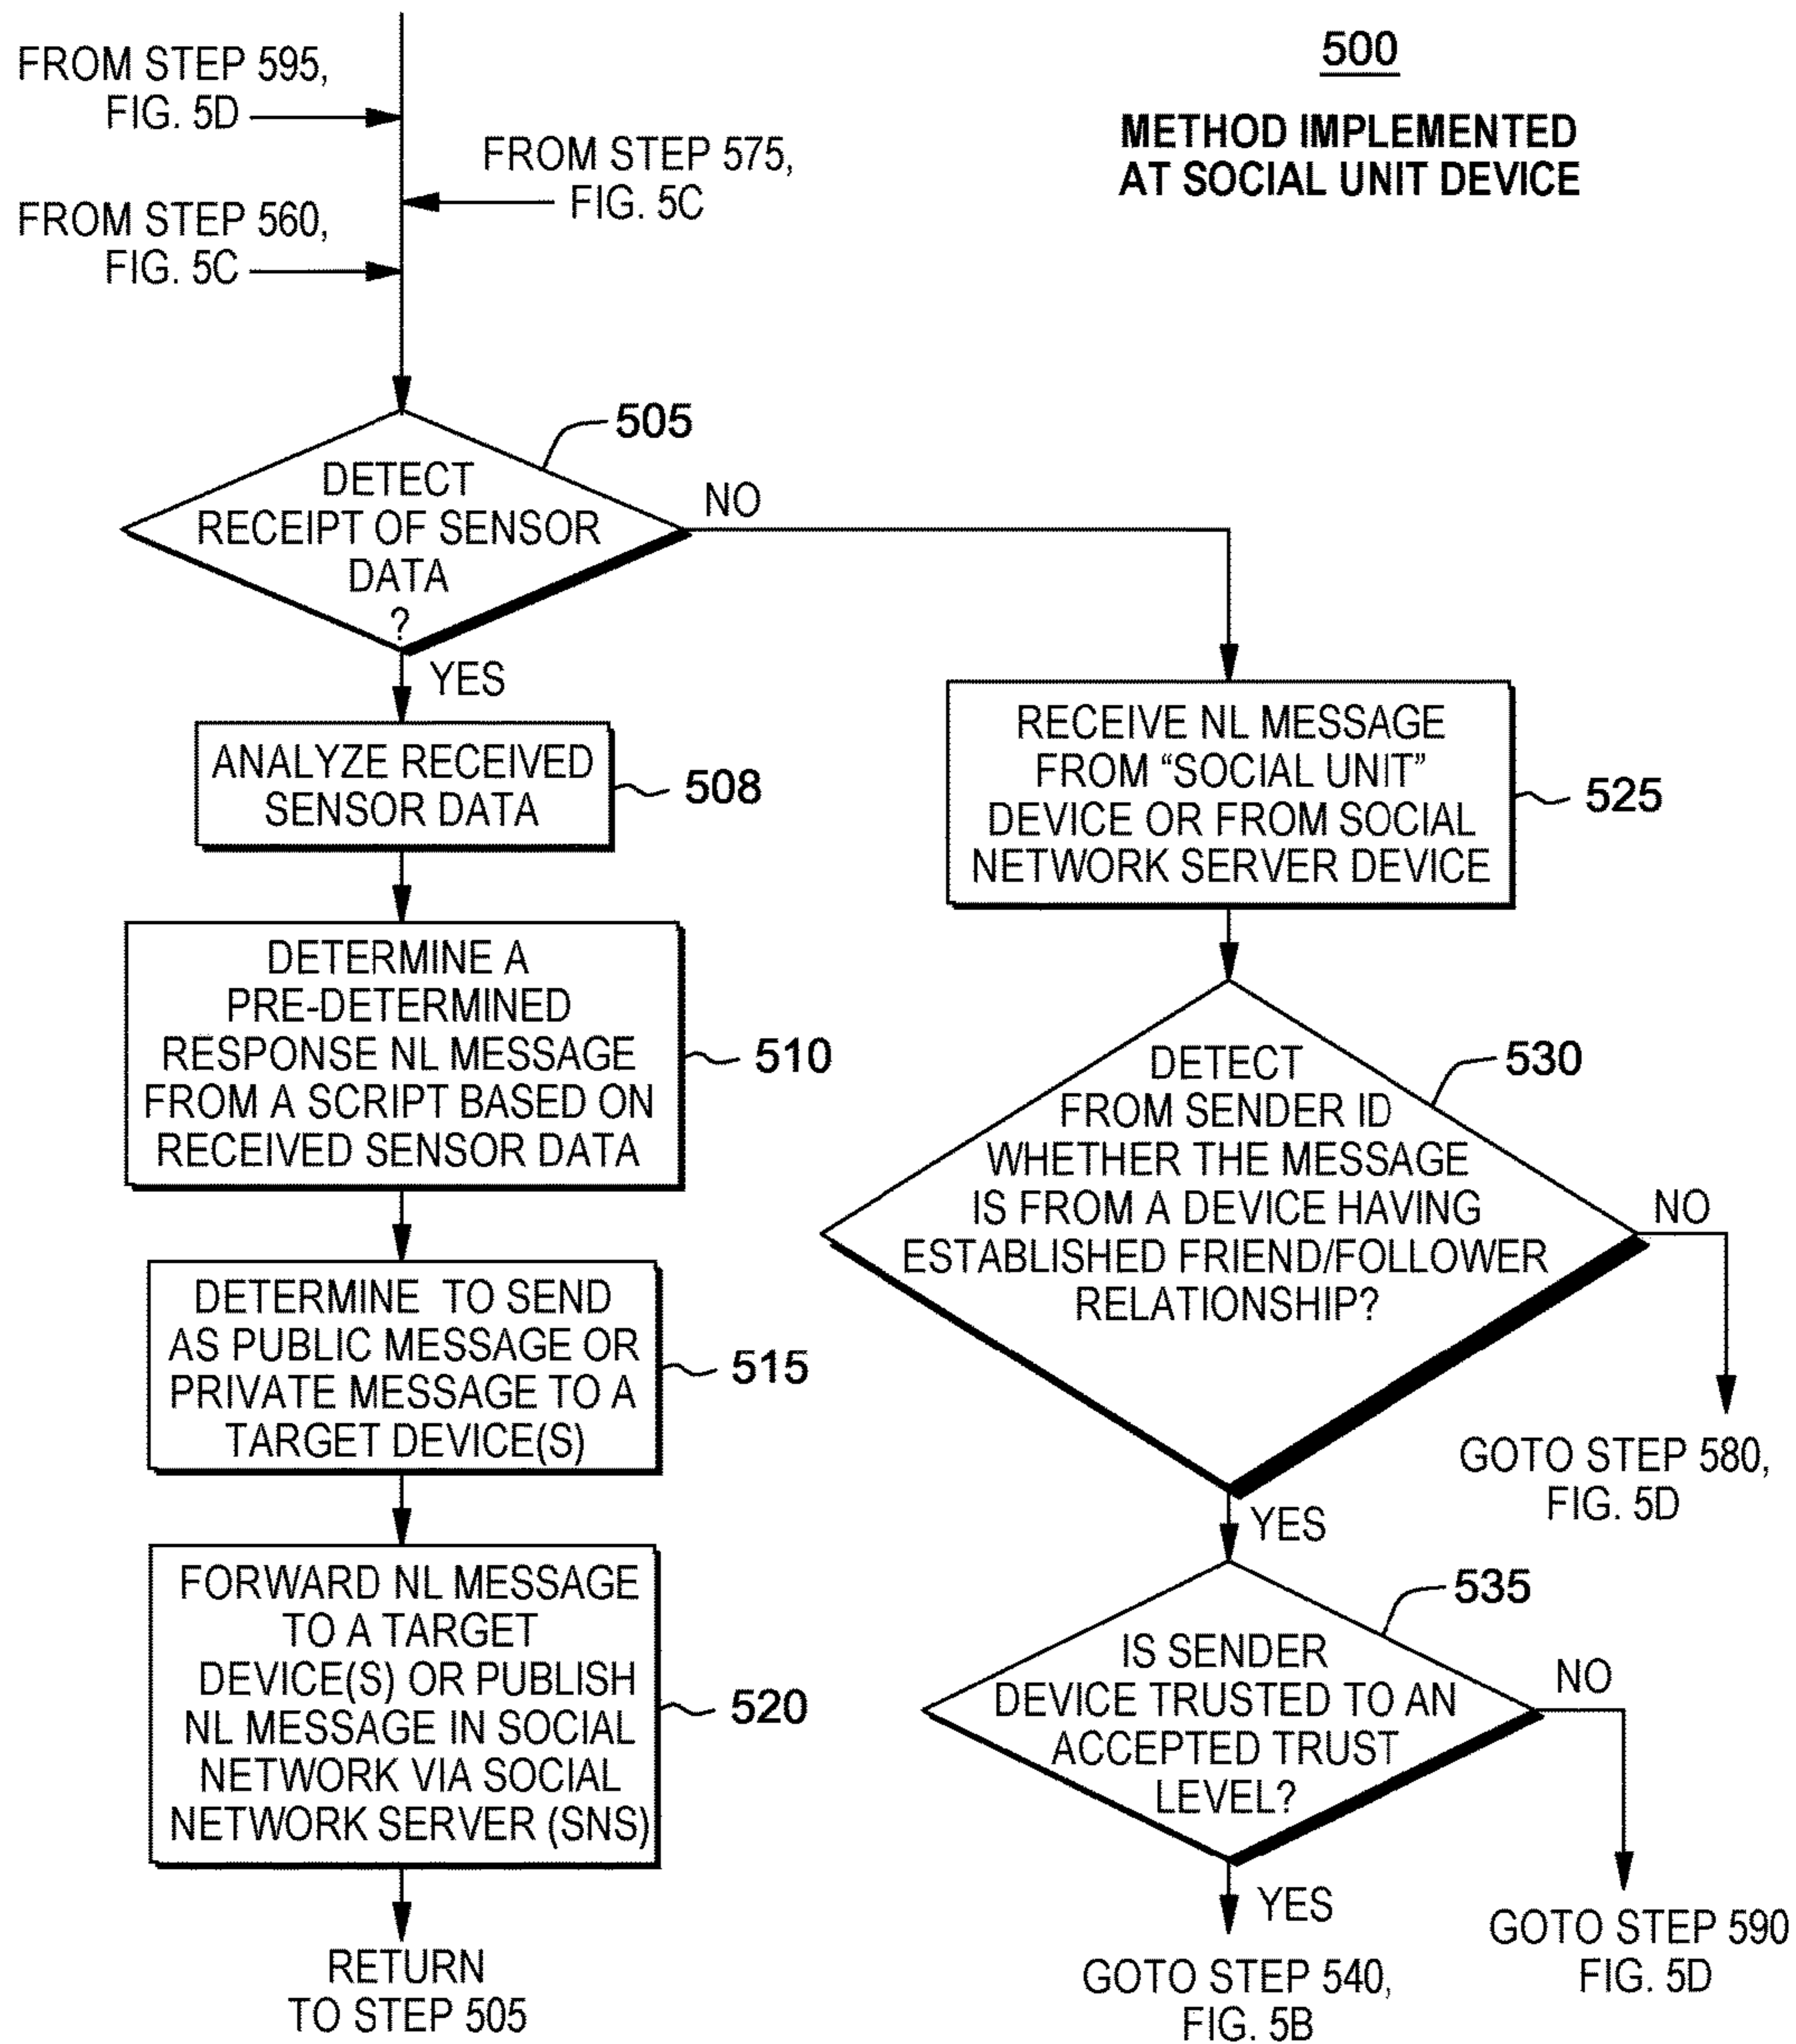 500
METHOD IMPLEMENTED
AT SOCIAL UNIT DEVICE
FROM STEP 595,
FIG. 5D
FROM STEP 575,
FIG. 5C
FROM STEP 560,
FIG. 5C
505
DETECT
RECEIPT OF SENSOR
DATA
?
NO
YES
ANALYZE RECEIVED
SENSOR DATA
508
DETERMINE A
PRE-DETERMINED
RESPONSE NL MESSAGE
FROM A SCRIPT BASED ON
RECEIVED SENSOR DATA
510
DETERMINE TO SEND
AS PUBLIC MESSAGE OR
PRIVATE MESSAGE TO A
TARGET DEVICE(S)
515
FORWARD NL MESSAGE
TO A TARGET
DEVICE(S) OR PUBLISH
NL MESSAGE IN SOCIAL
NETWORK VIA SOCIAL
NETWORK SERVER (SNS)
520
RETURN
TO STEP 505
RECEIVE NL MESSAGE
FROM “SOCIAL UNIT”
DEVICE OR FROM SOCIAL
NETWORK SERVER DEVICE
525
DETECT
FROM SENDER ID
WHETHER THE MESSAGE
IS FROM A DEVICE HAVING
ESTABLISHED FRIEND/FOLLOWER
RELATIONSHIP?
530
NO
GOTO STEP 580,
FIG. 5D
YES
IS SENDER
DEVICE TRUSTED TO AN
ACCEPTED TRUST
LEVEL?
535
NO
GOTO STEP 590
FIG. 5D
YES
GOTO STEP 540,
FIG. 5B